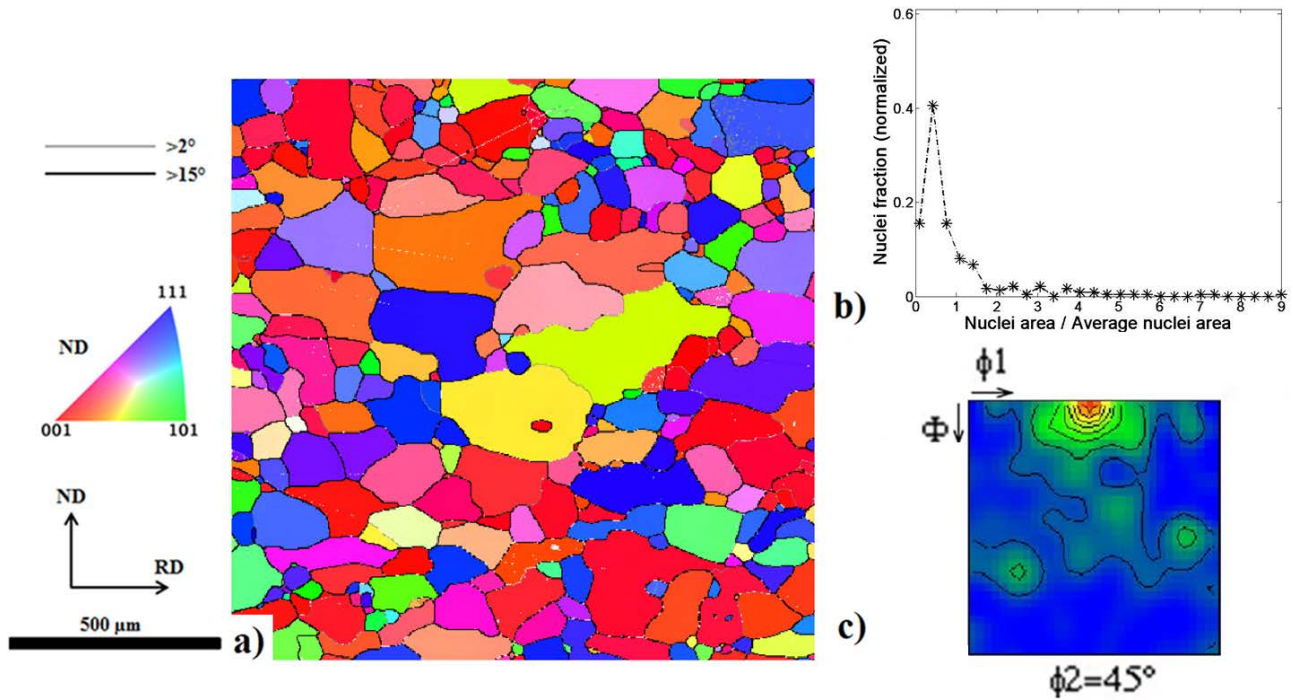 >2°
>15°
111
ND
001
101
ND
RD
500 µm
a)
Nuclei fraction (normalized)
0.6
0.4
0.2
0
0 1 2 3 4 5 6 7 8 9
Nuclei area / Average nuclei area
b)
ϕ1
Φ
c)
ϕ2=45°